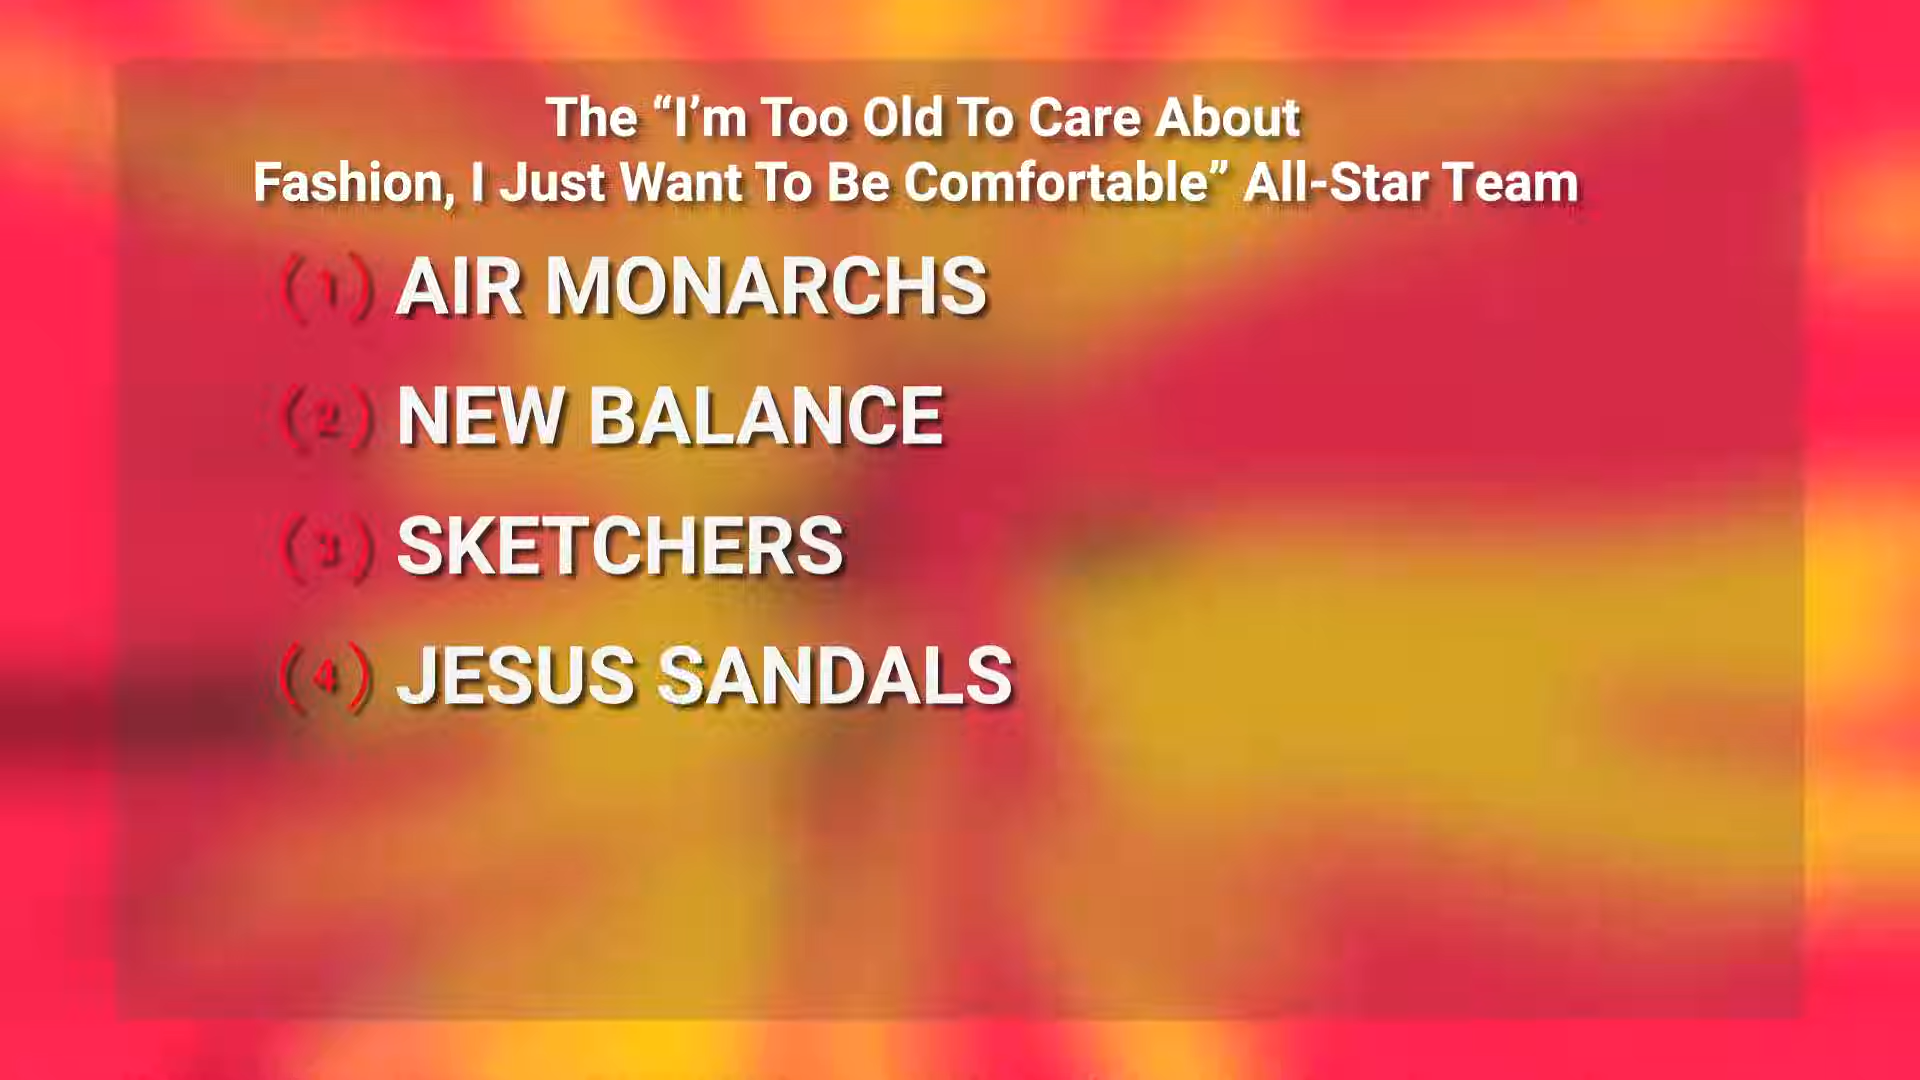 The “I’m Too Old To Care About
Fashion, I Just Want To Be Comfortable” All-Star Team
(1) AIR MONARCHS
(2) NEW BALANCE
(3) SKETCHERS
(4) JESUS SANDALS